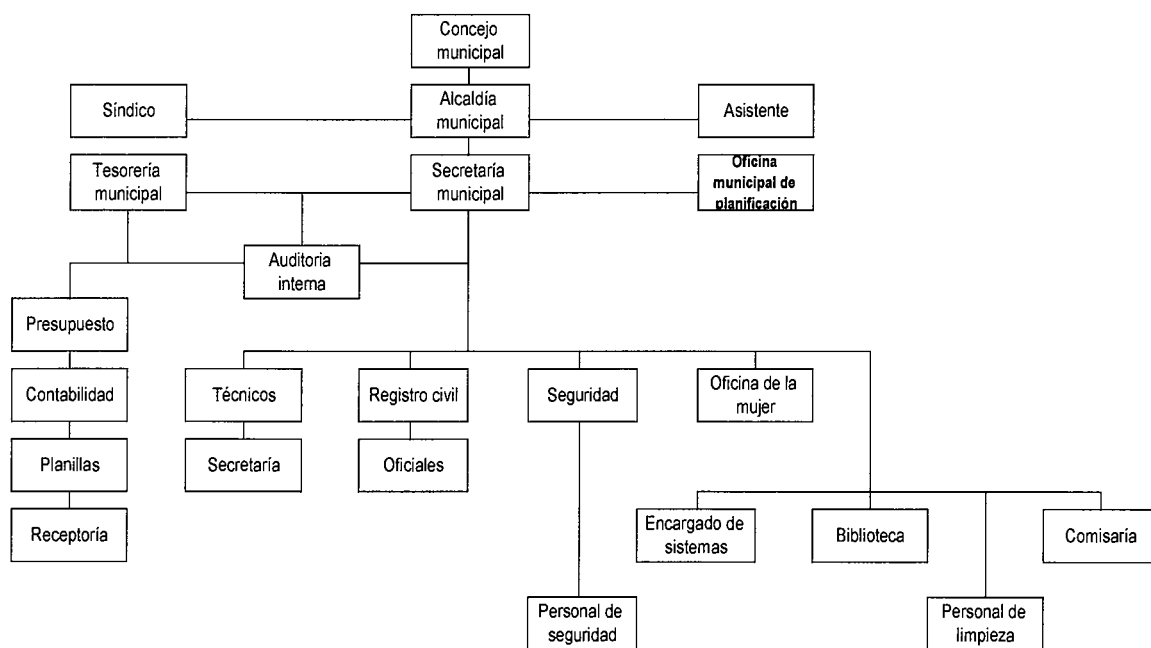 Concejo
municipal
Síndico
Alcaldía
municipal
Asistente
Tesorería
municipal
Secretaría
municipal
Oficina
municipal de
planificación
Auditoria
interna
Presupuesto
Contabilidad
Técnicos
Registro civil
Seguridad
Oficina de la
mujer
Planillas
Secretaría
Oficiales
Receptoría
Encargado de
sistemas
Biblioteca
Comisaría
Personal de
seguridad
Personal de
limpieza